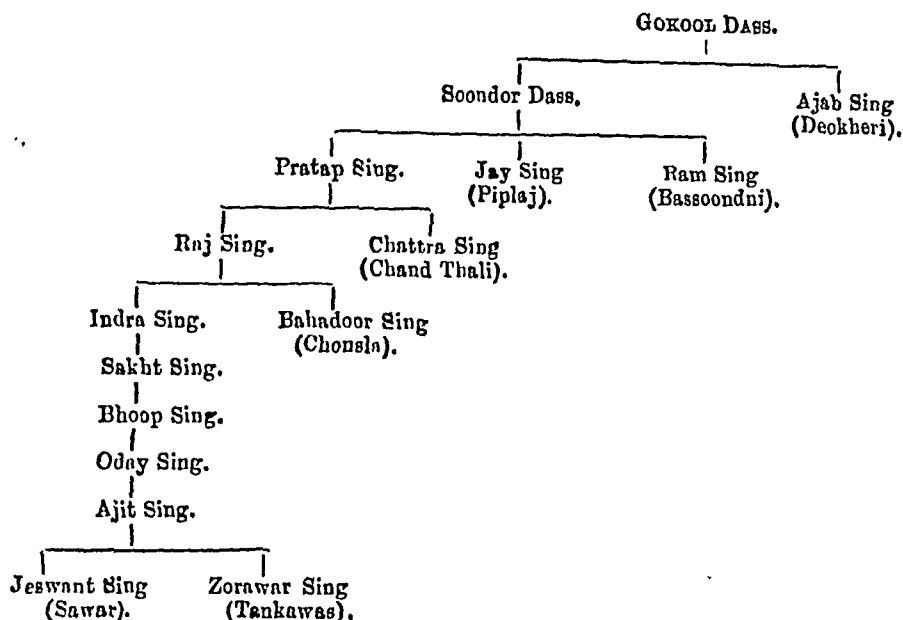 GOKOOL DASS.
Soondor Dass.
Ajab Sing
(Deokheri).
Pratap Sing.
Jay Sing
(Piplaj).
Ram Sing
(Bassoondni).
Raj Sing.
Chattra Sing
(Chand Thali).
Indra Sing.
Bahadoor Sing
(Chonsla).
Sakht Sing.
Bhoop Sing.
Oday Sing.
Ajit Sing.
Jeswant Sing
(Sawar).
Zorawar Sing
(Tankawas).